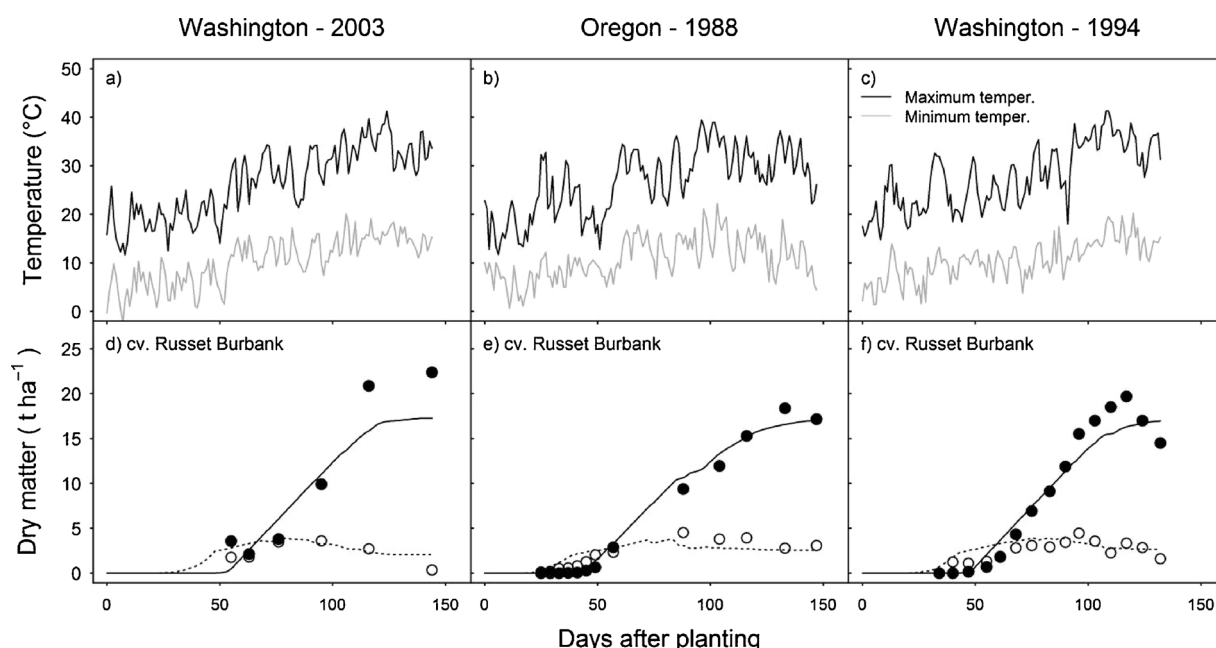 Washington - 2003
Oregon - 1988
Washington - 1994
Temperature (°C)
50
40
30
20
10
0
a)
b)
c)
Maximum temper.
Minimum temper.
Dry matter ( t ha⁻¹ )
25
20
15
10
5
0
d) cv. Russet Burbank
e) cv. Russet Burbank
f) cv. Russet Burbank
0 50 100 150
0 50 100 150
0 50 100 150
Days after planting